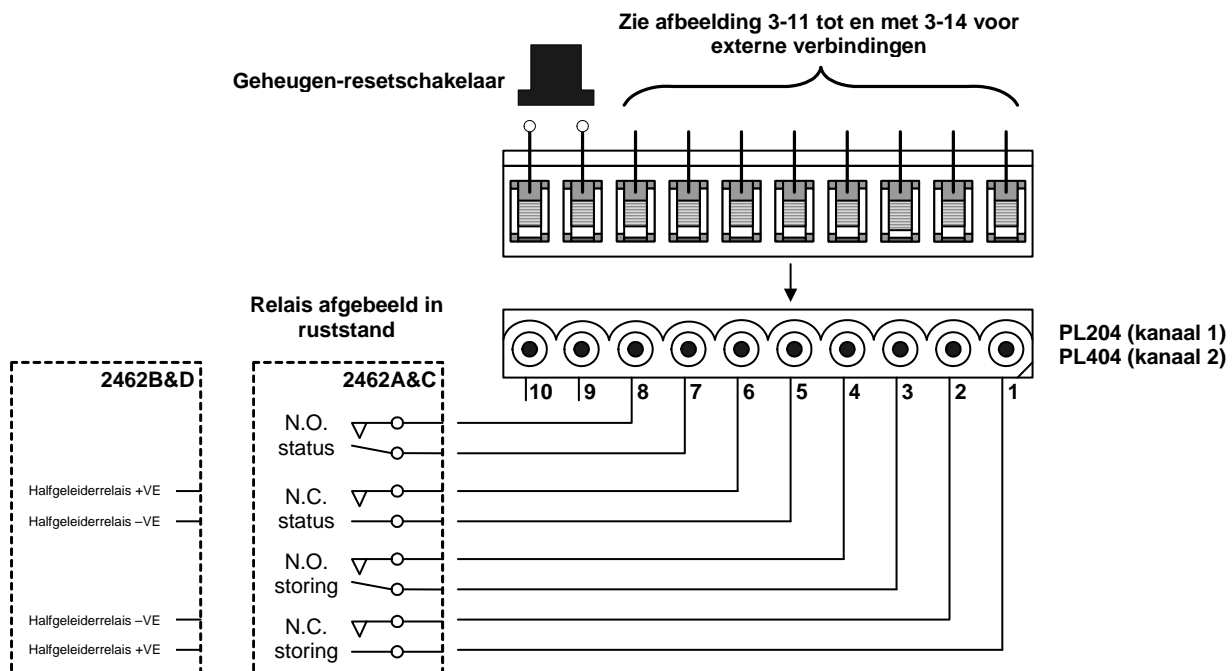 Zie afbeelding 3-11 tot en met 3-14 voor
externe verbindingen
Geheugen-resetschakelaar
Relais afgebeeld in
ruststand
PL204 (kanaal 1)
PL404 (kanaal 2)
10 9 8 7 6 5 4 3 2 1
2462B&D
Halfgeleiderrelais +VE
Halfgeleiderrelais –VE
Halfgeleiderrelais –VE
Halfgeleiderrelais +VE
2462A&C
N.O.
status
N.C.
status
N.O.
storing
N.C.
storing